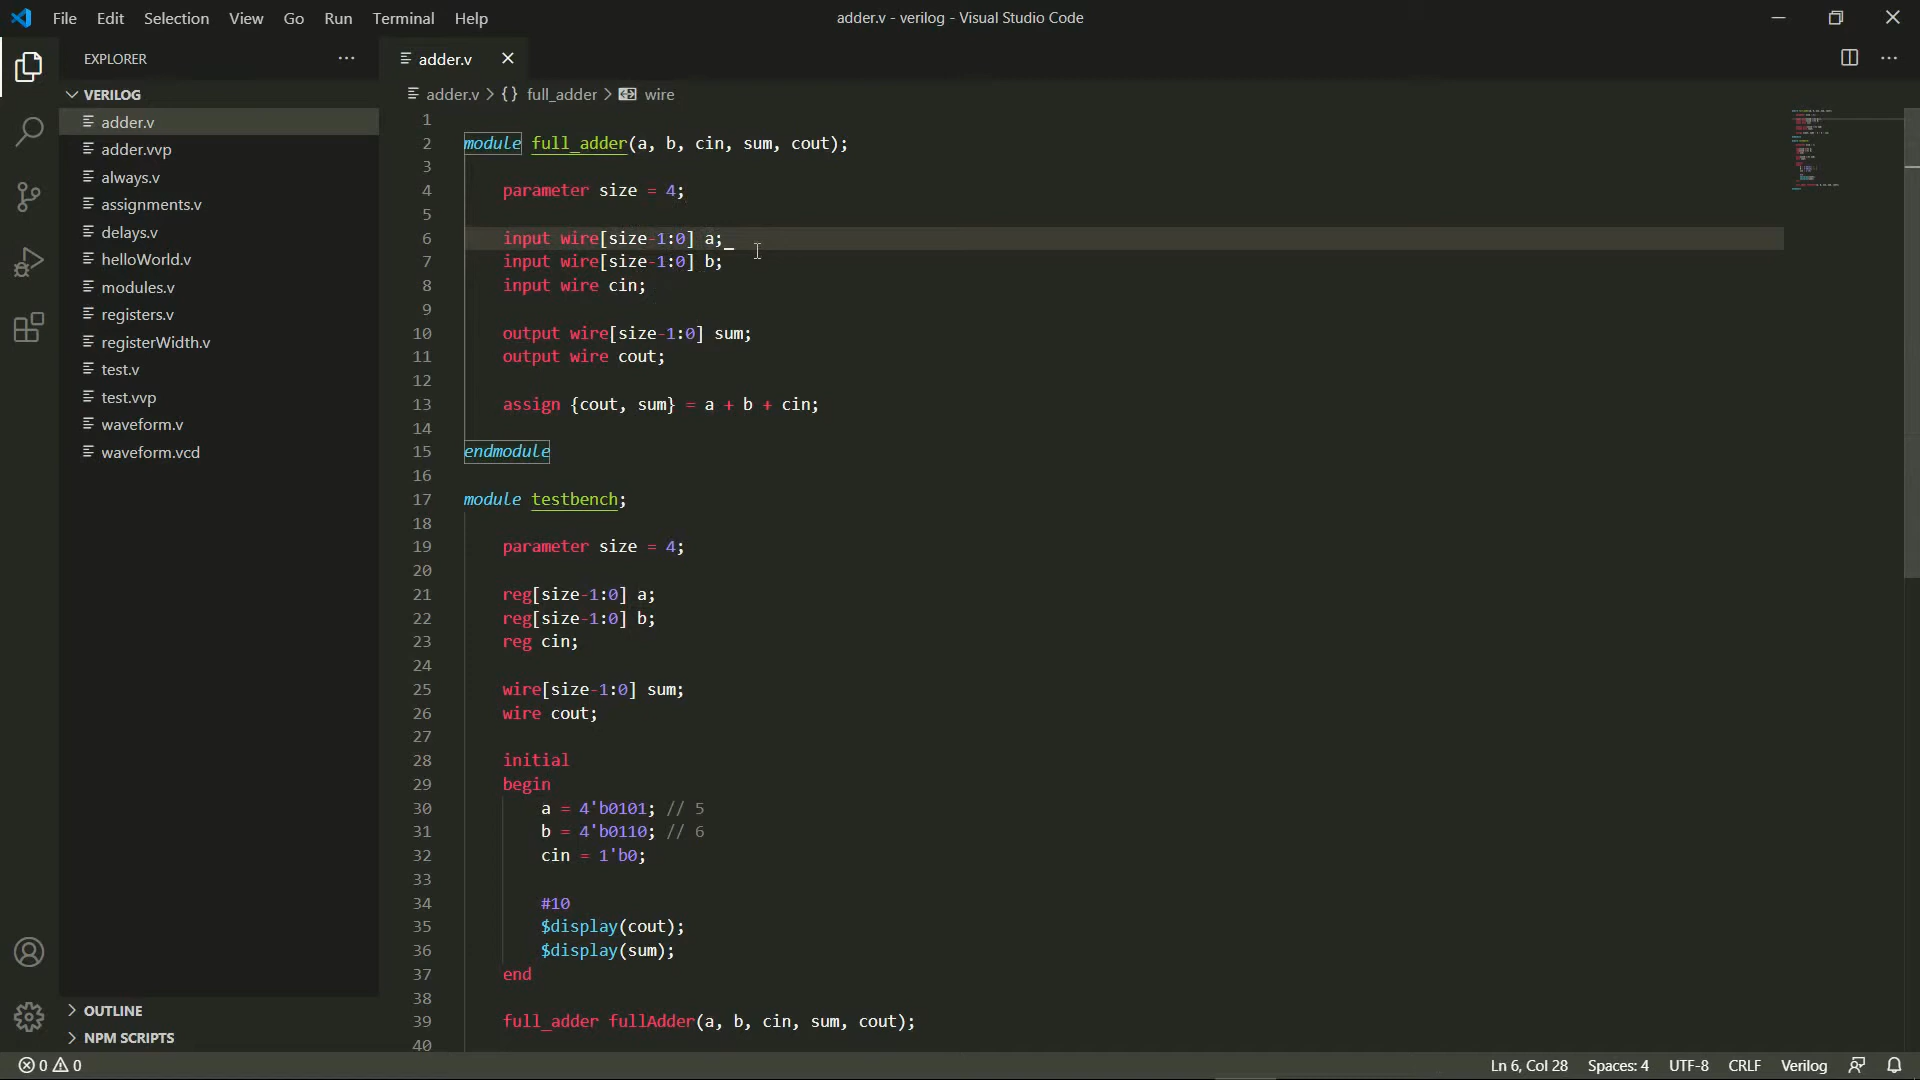 File Edit Selection View Go Run Terminal Help
adder.v - verilog - Visual Studio Code
EXPLORER
VERILOG
adder.v
adder.vvp
always.v
assignments.v
delays.v
helloWorld.v
modules.v
registers.v
registerWidth.v
test.v
test.vvp
waveform.v
waveform.vcd
OUTLINE
NPM SCRIPTS
adder.v
adder.v > {} full_adder > wire
1
2 module full_adder(a, b, cin, sum, cout);
3
4 parameter size = 4;
5
6 input wire[size-1:0] a;
7 input wire[size-1:0] b;
8 input wire cin;
9
10 output wire[size-1:0] sum;
11 output wire cout;
12
13 assign {cout, sum} = a + b + cin;
14
15 endmodule
16
17 module testbench;
18
19 parameter size = 4;
20
21 reg[size-1:0] a;
22 reg[size-1:0] b;
23 reg cin;
24
25 wire[size-1:0] sum;
26 wire cout;
27
28 initial
29 begin
30 a = 4'b0101; // 5
31 b = 4'b0110; // 6
32 cin = 1'b0;
33
34 #10
35 $display(cout);
36 $display(sum);
37 end
38
39 full_adder fullAdder(a, b, cin, sum, cout);
40
0 0
Ln 6, Col 28 Spaces: 4 UTF-8 CRLF Verilog